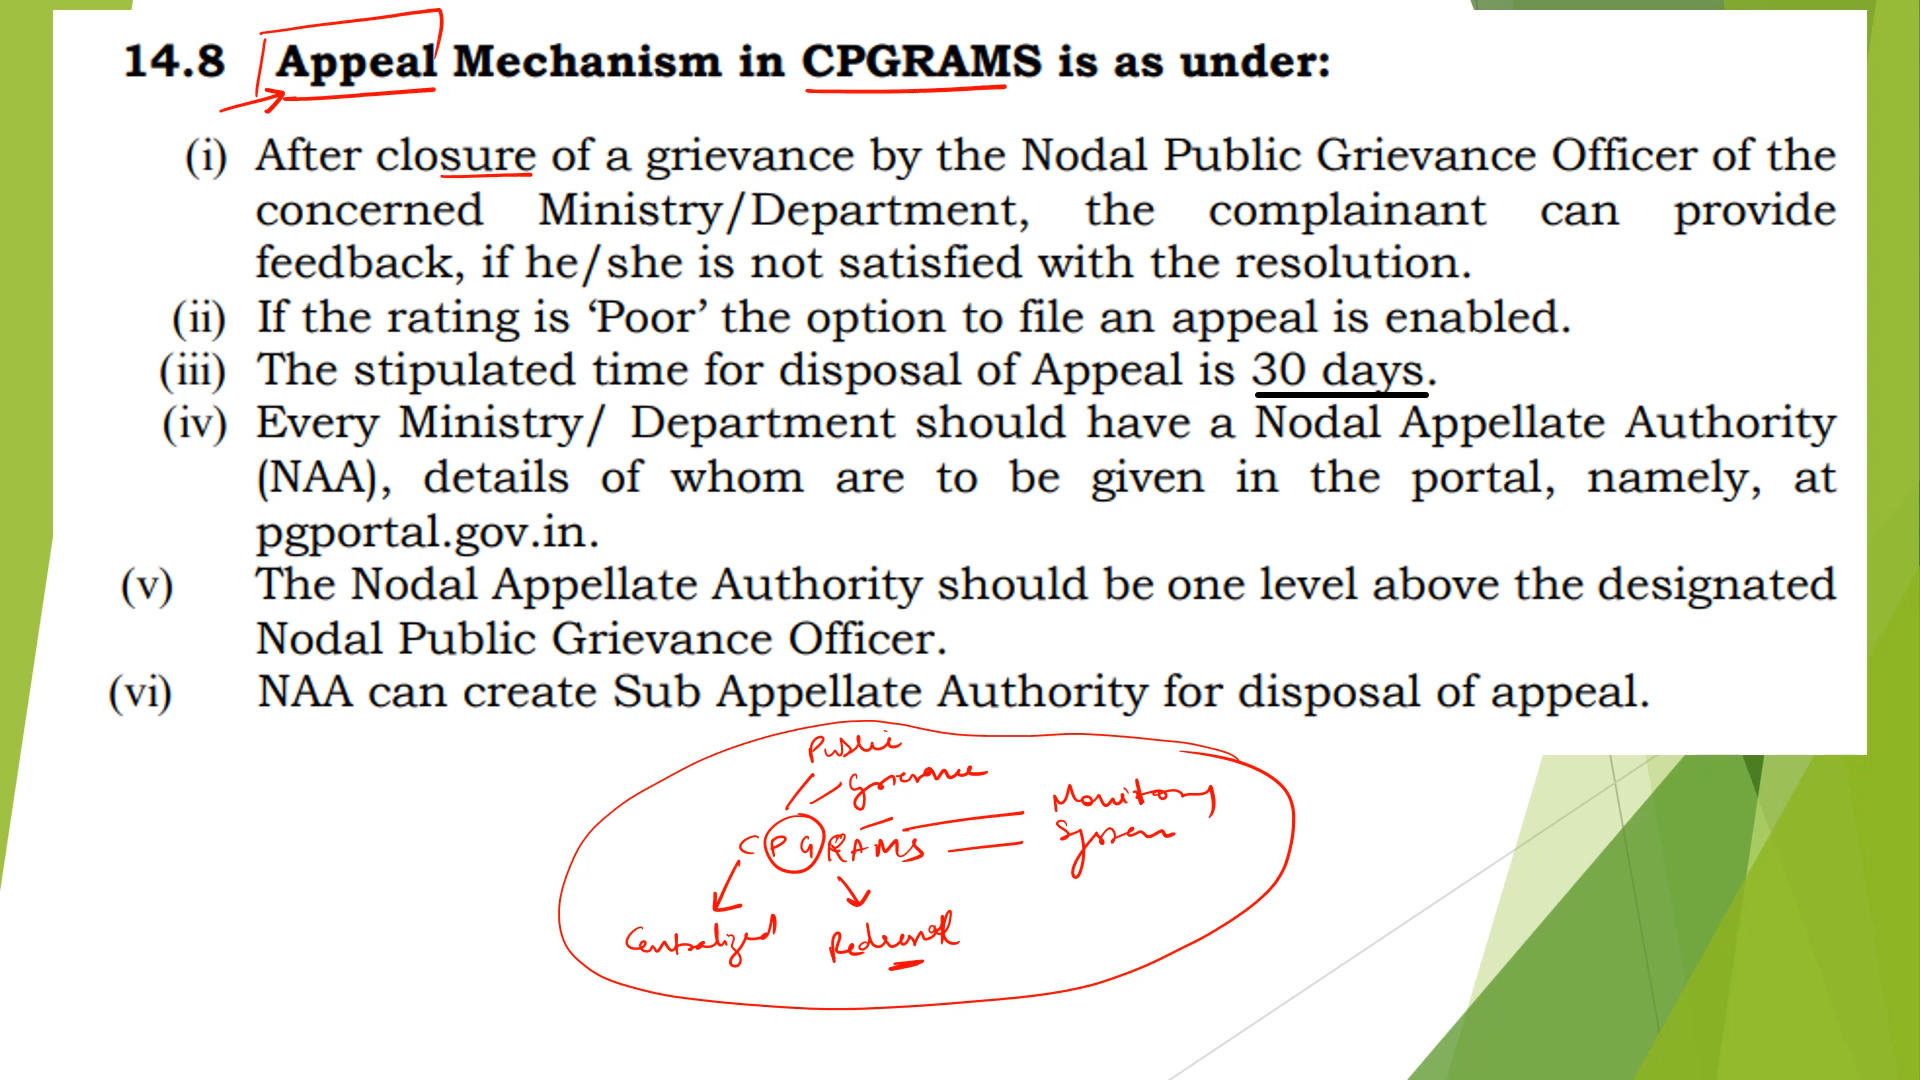 14.8 Appeal Mechanism in CPGRAMS is as under:
(i) After closure of a grievance by the Nodal Public Grievance Officer of the
concerned Ministry/Department, the complainant can provide
feedback, if he/she is not satisfied with the resolution.
(ii) If the rating is ‘Poor’ the option to file an appeal is enabled.
(iii) The stipulated time for disposal of Appeal is 30 days.
(iv) Every Ministry/ Department should have a Nodal Appellate Authority
(NAA), details of whom are to be given in the portal, namely, at
pgportal.gov.in.
(v) The Nodal Appellate Authority should be one level above the designated
Nodal Public Grievance Officer.
(vi) NAA can create Sub Appellate Authority for disposal of appeal.
Public
Grievance
Monitoring
System
CPGRAMS
Centralized